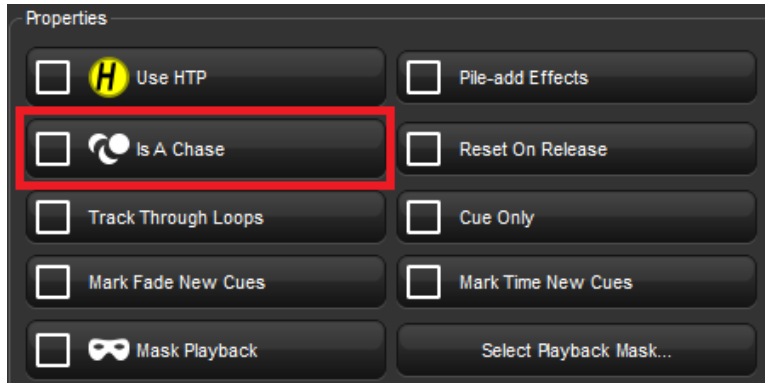 Properties
H Use HTP
Pile-add Effects
Is A Chase
Reset On Release
Track Through Loops
Cue Only
Mark Fade New Cues
Mark Time New Cues
Mask Playback
Select Playback Mask...